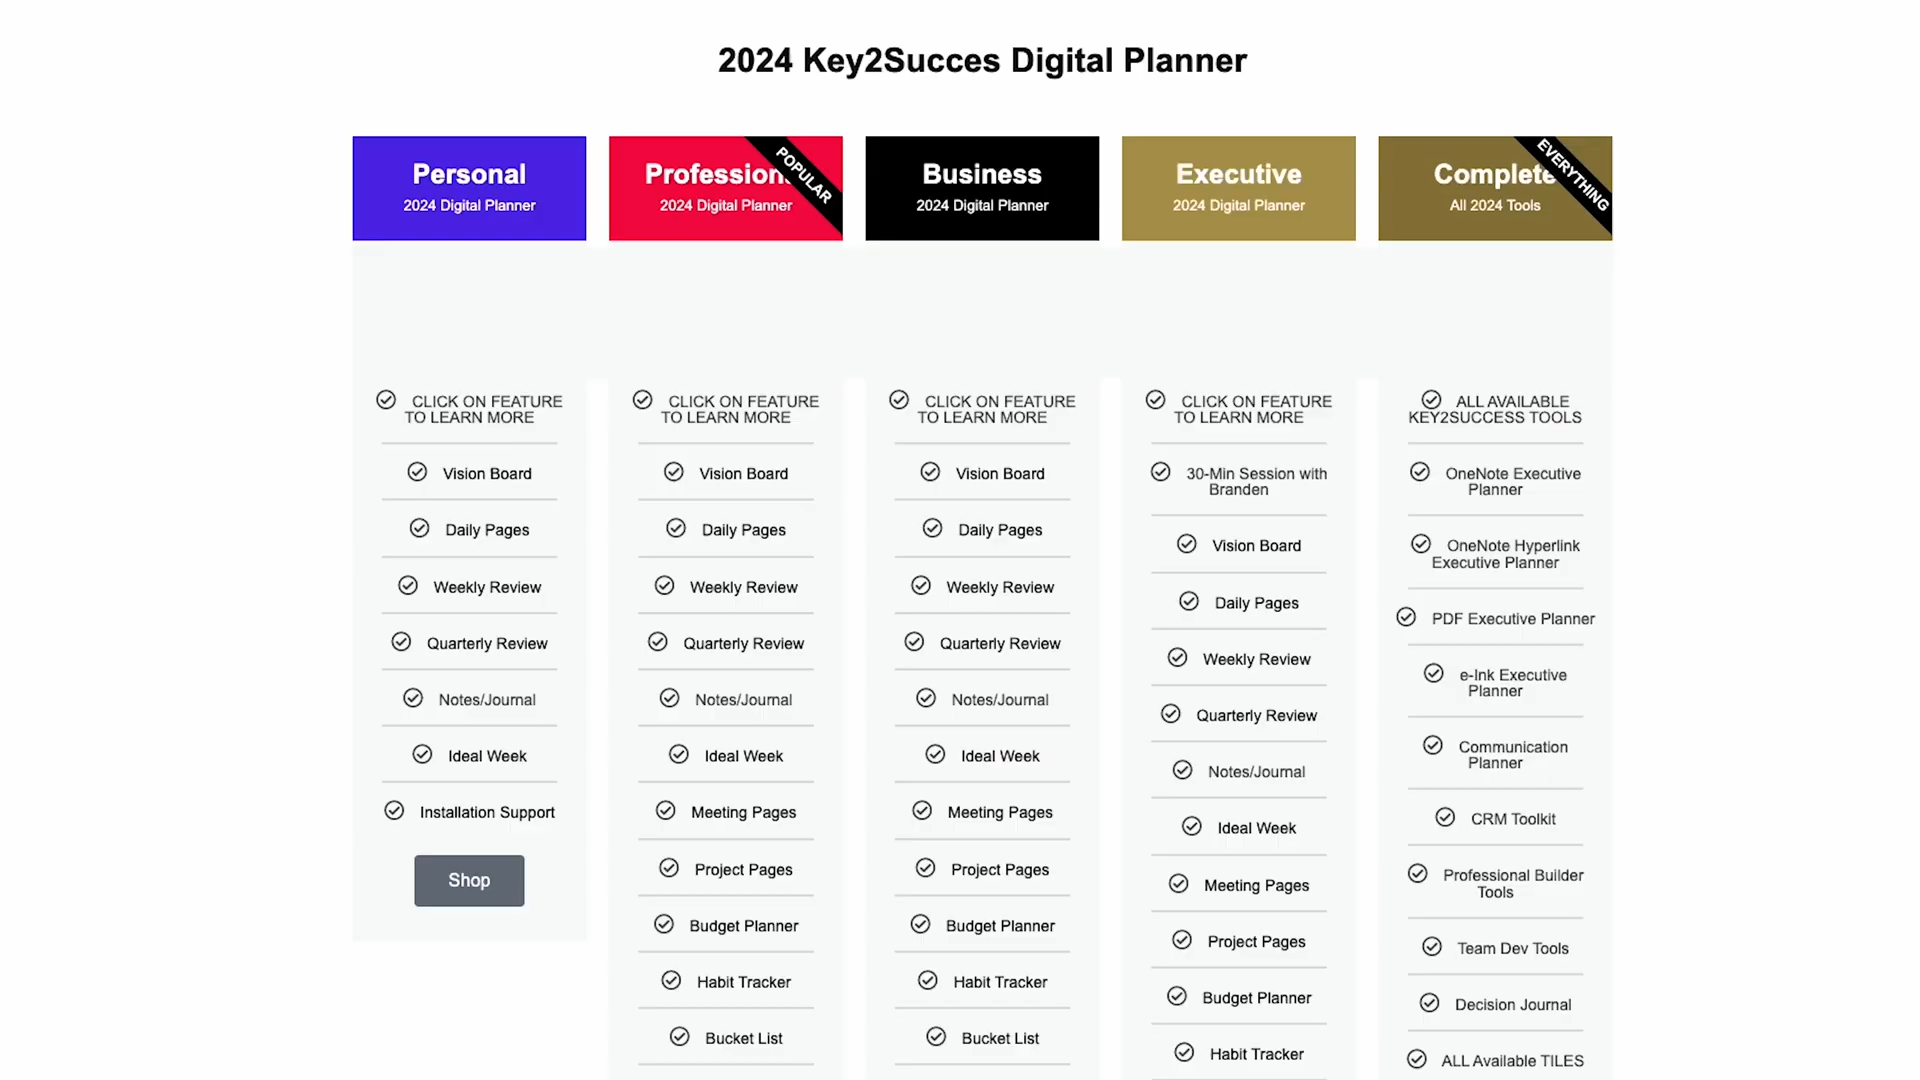 2024 Key2Succes Digital Planner
Personal
2024 Digital Planner
CLICK ON FEATURE
TO LEARN MORE
Vision Board
Daily Pages
Weekly Review
Quarterly Review
Notes/Journal
Ideal Week
Installation Support
Shop
Profession
POPULAR
2024 Digital Planner
CLICK ON FEATURE
TO LEARN MORE
Vision Board
Daily Pages
Weekly Review
Quarterly Review
Notes/Journal
Ideal Week
Meeting Pages
Project Pages
Budget Planner
Habit Tracker
Bucket List
Business
2024 Digital Planner
CLICK ON FEATURE
TO LEARN MORE
Vision Board
Daily Pages
Weekly Review
Quarterly Review
Notes/Journal
Ideal Week
Meeting Pages
Project Pages
Budget Planner
Habit Tracker
Bucket List
Executive
2024 Digital Planner
CLICK ON FEATURE
TO LEARN MORE
30-Min Session with
Branden
Vision Board
Daily Pages
Weekly Review
Quarterly Review
Notes/Journal
Ideal Week
Meeting Pages
Project Pages
Budget Planner
Habit Tracker
Complete
EVERYTHING
All 2024 Tools
ALL AVAILABLE
KEY2SUCCESS TOOLS
OneNote Executive
Planner
OneNote Hyperlink
Executive Planner
PDF Executive Planner
e-Ink Executive
Planner
Communication
Planner
CRM Toolkit
Professional Builder
Tools
Team Dev Tools
Decision Journal
ALL Available TILES